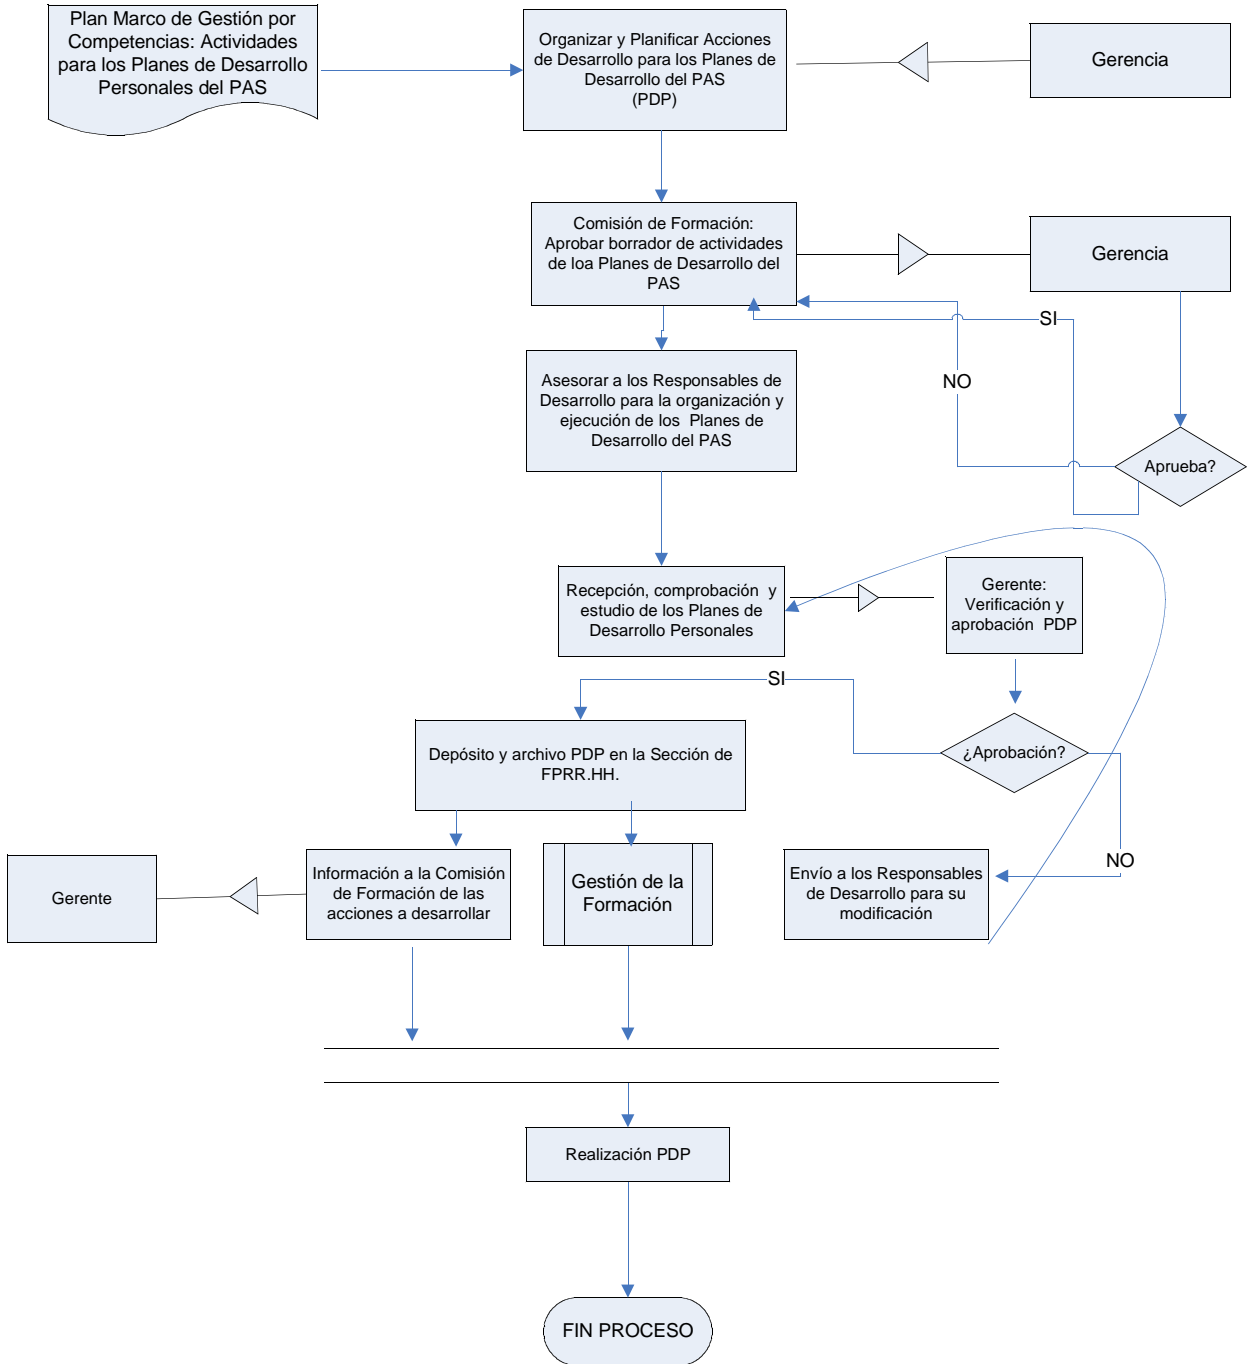 Plan Marco de Gestión por
Competencias: Actividades
para los Planes de Desarrollo
Personales del PAS
Organizar y Planificar Acciones
de Desarrollo para los Planes de
Desarrollo del PAS
(PDP)
Gerencia
Comisión de Formación:
Aprobar borrador de actividades
de loa Planes de Desarrollo del
PAS
Gerencia
SI
NO
Asesorar a los Responsables de
Desarrollo para la organización y
ejecución de los Planes de
Desarrollo del PAS
Aprueba?
Recepción, comprobación y
estudio de los Planes de
Desarrollo Personales
Gerente:
Verificación y
aprobación PDP
SI
Depósito y archivo PDP en la Sección de
FPRR.HH.
¿Aprobación?
NO
Gerente
Información a la Comisión
de Formación de las
acciones a desarrollar
Gestión de la
Formación
Envío a los Responsables
de Desarrollo para su
modificación
Realización PDP
FIN PROCESO